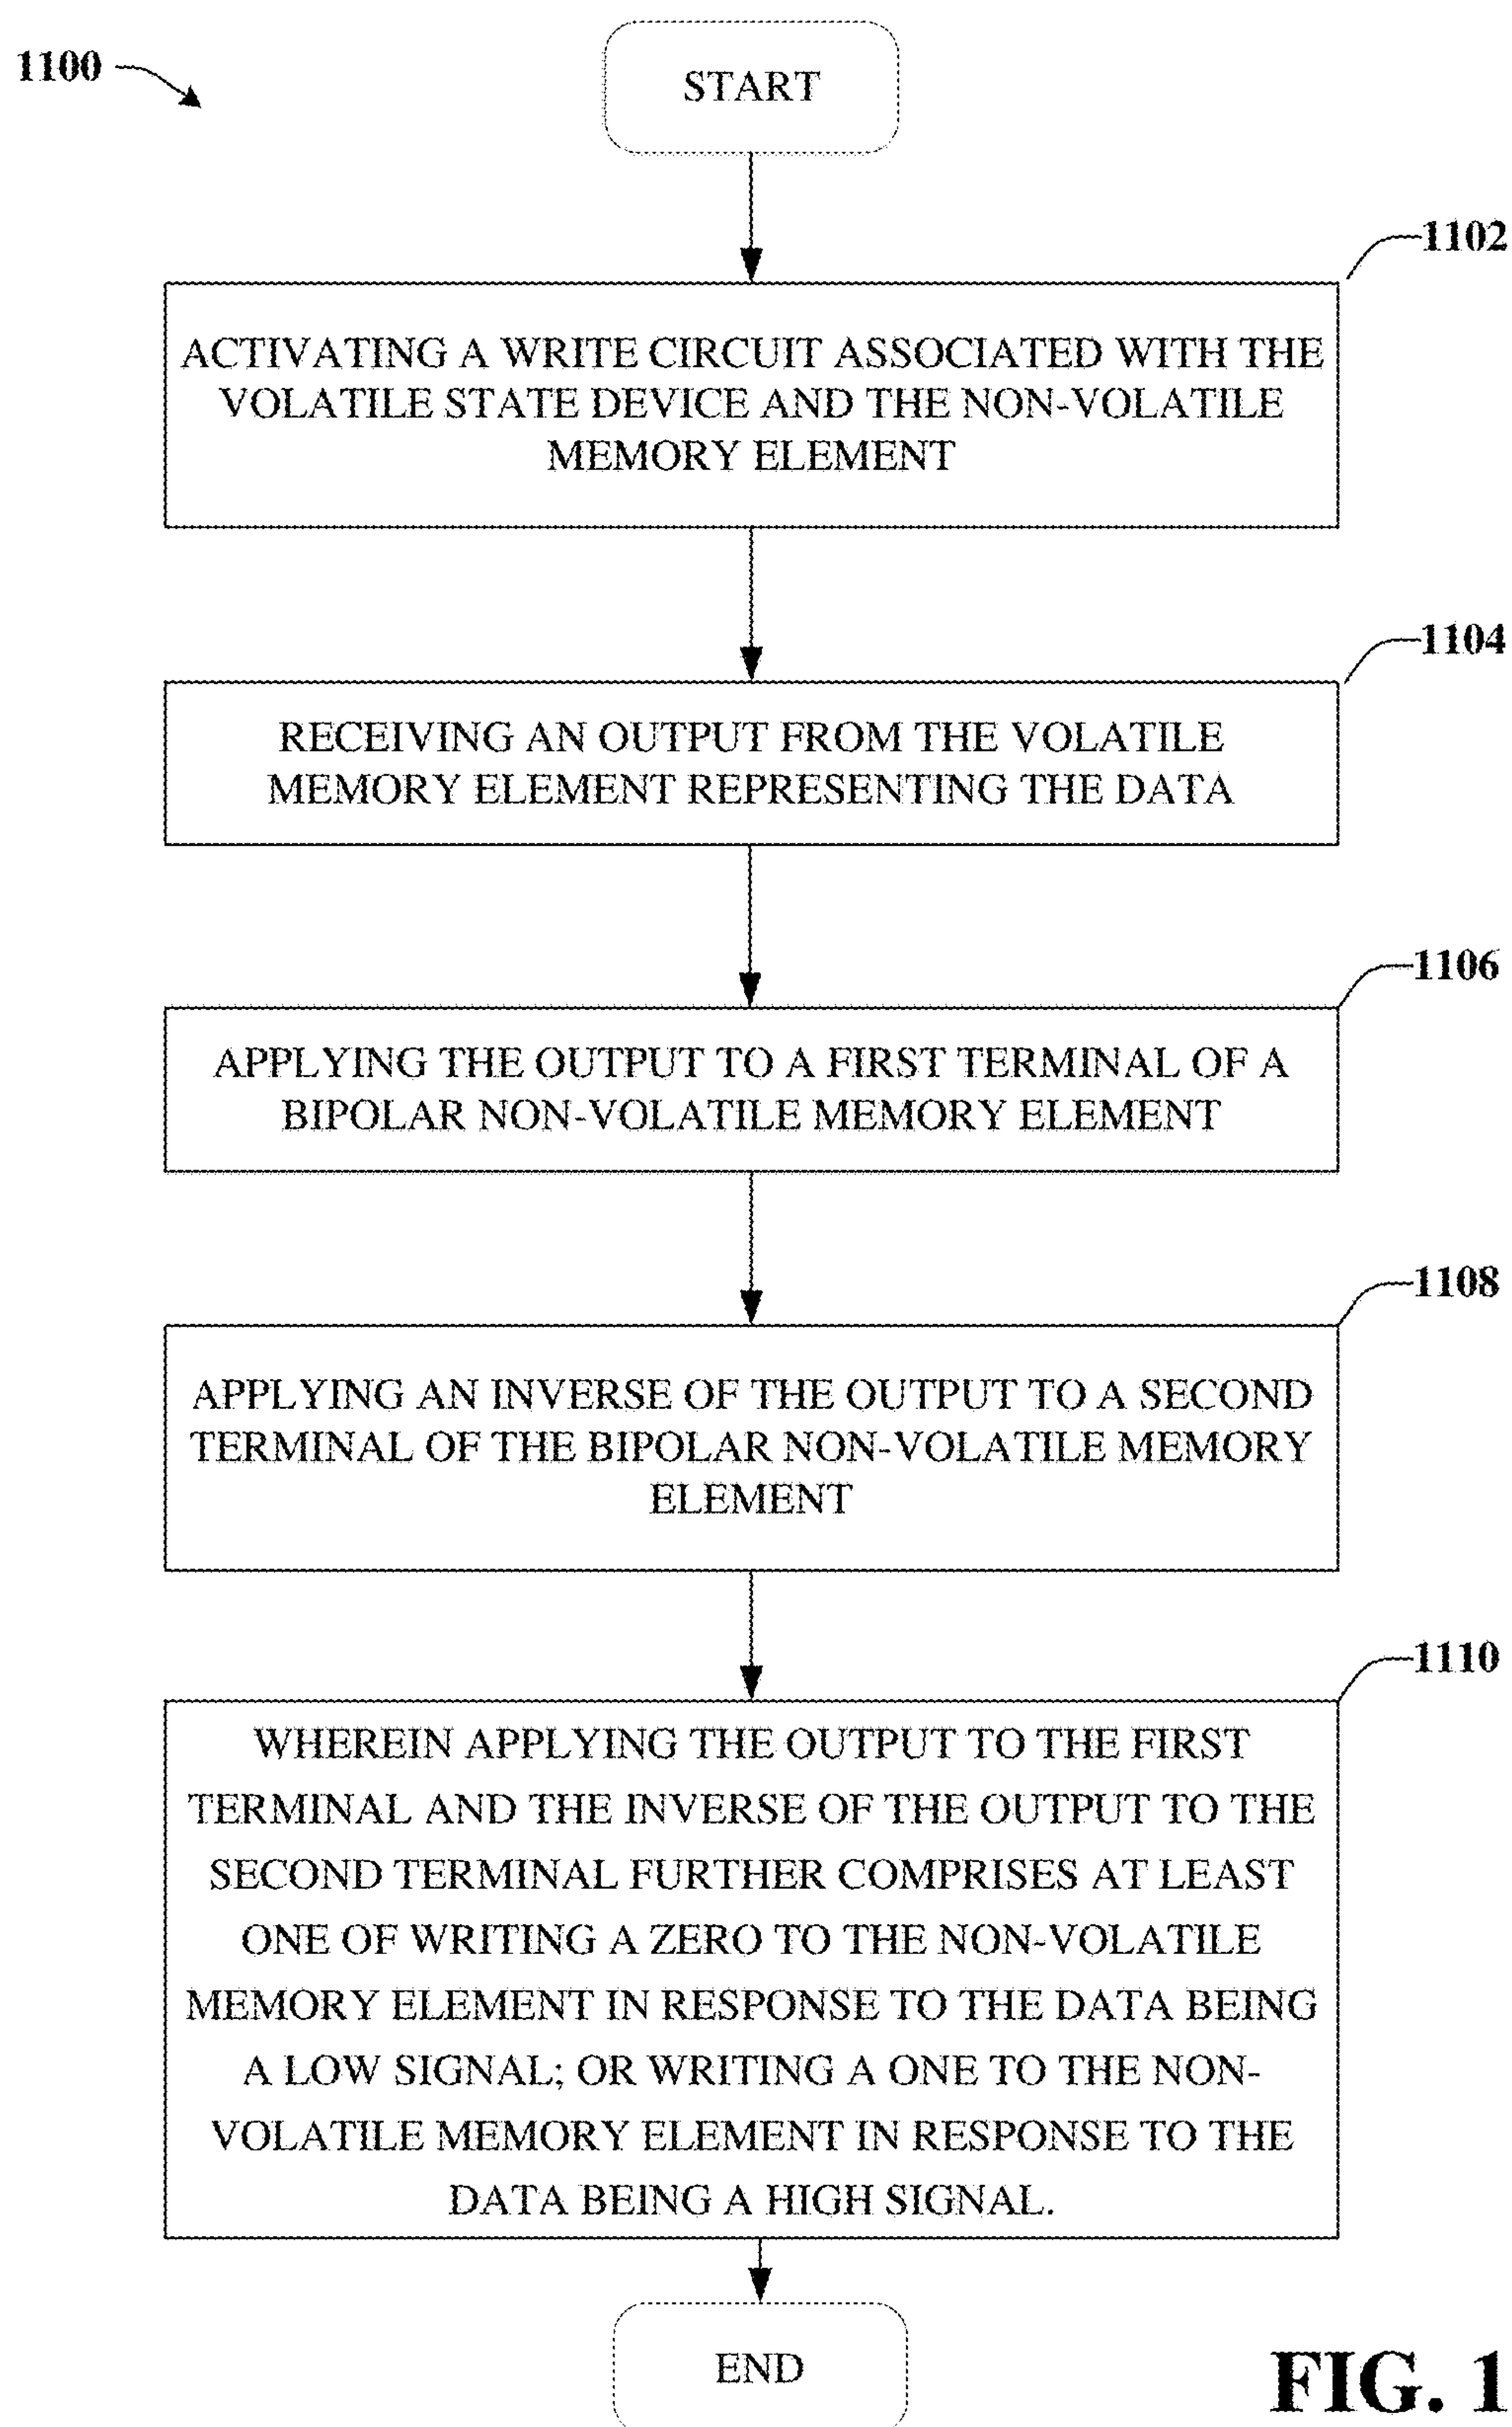 1100
START
1102
ACTIVATING A WRITE CIRCUIT ASSOCIATED WITH THE
VOLATILE STATE DEVICE AND THE NON-VOLATILE
MEMORY ELEMENT
1104
RECEIVING AN OUTPUT FROM THE VOLATILE
MEMORY ELEMENT REPRESENTING THE DATA
1106
APPLYING THE OUTPUT TO A FIRST TERMINAL OF A
BIPOLAR NON-VOLATILE MEMORY ELEMENT
1108
APPLYING AN INVERSE OF THE OUTPUT TO A SECOND
TERMINAL OF THE BIPOLAR NON-VOLATILE MEMORY
ELEMENT
1110
WHEREIN APPLYING THE OUTPUT TO THE FIRST
TERMINAL AND THE INVERSE OF THE OUTPUT TO THE
SECOND TERMINAL FURTHER COMPRISES AT LEAST
ONE OF WRITING A ZERO TO THE NON-VOLATILE
MEMORY ELEMENT IN RESPONSE TO THE DATA BEING
A LOW SIGNAL; OR WRITING A ONE TO THE NON-
VOLATILE MEMORY ELEMENT IN RESPONSE TO THE
DATA BEING A HIGH SIGNAL.
END
FIG. 1